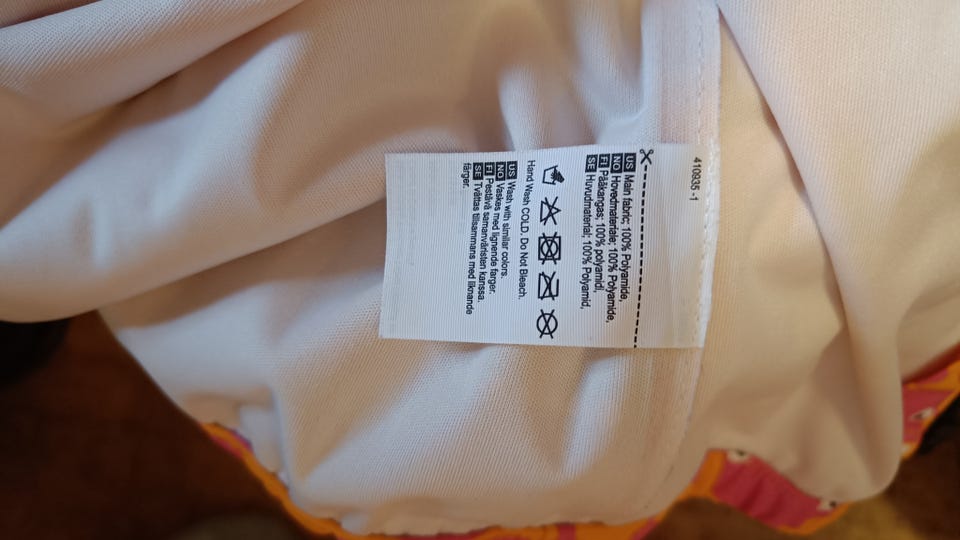 410935 -1
US Main fabric; 100% Polyamide,
NO Hovedmateriale; 100% Polyamide,
FI Pääkangas; 100% polyamidi,
SE Huvudmaterial; 100% Polyamid,
Hand Wash COLD. Do Not Bleach.
US Wash with similar colors.
NO Vaskes med lignende farger.
FI Pestävä samanväristen kanssa.
SE Tvättas tillsammans med liknande
färger.